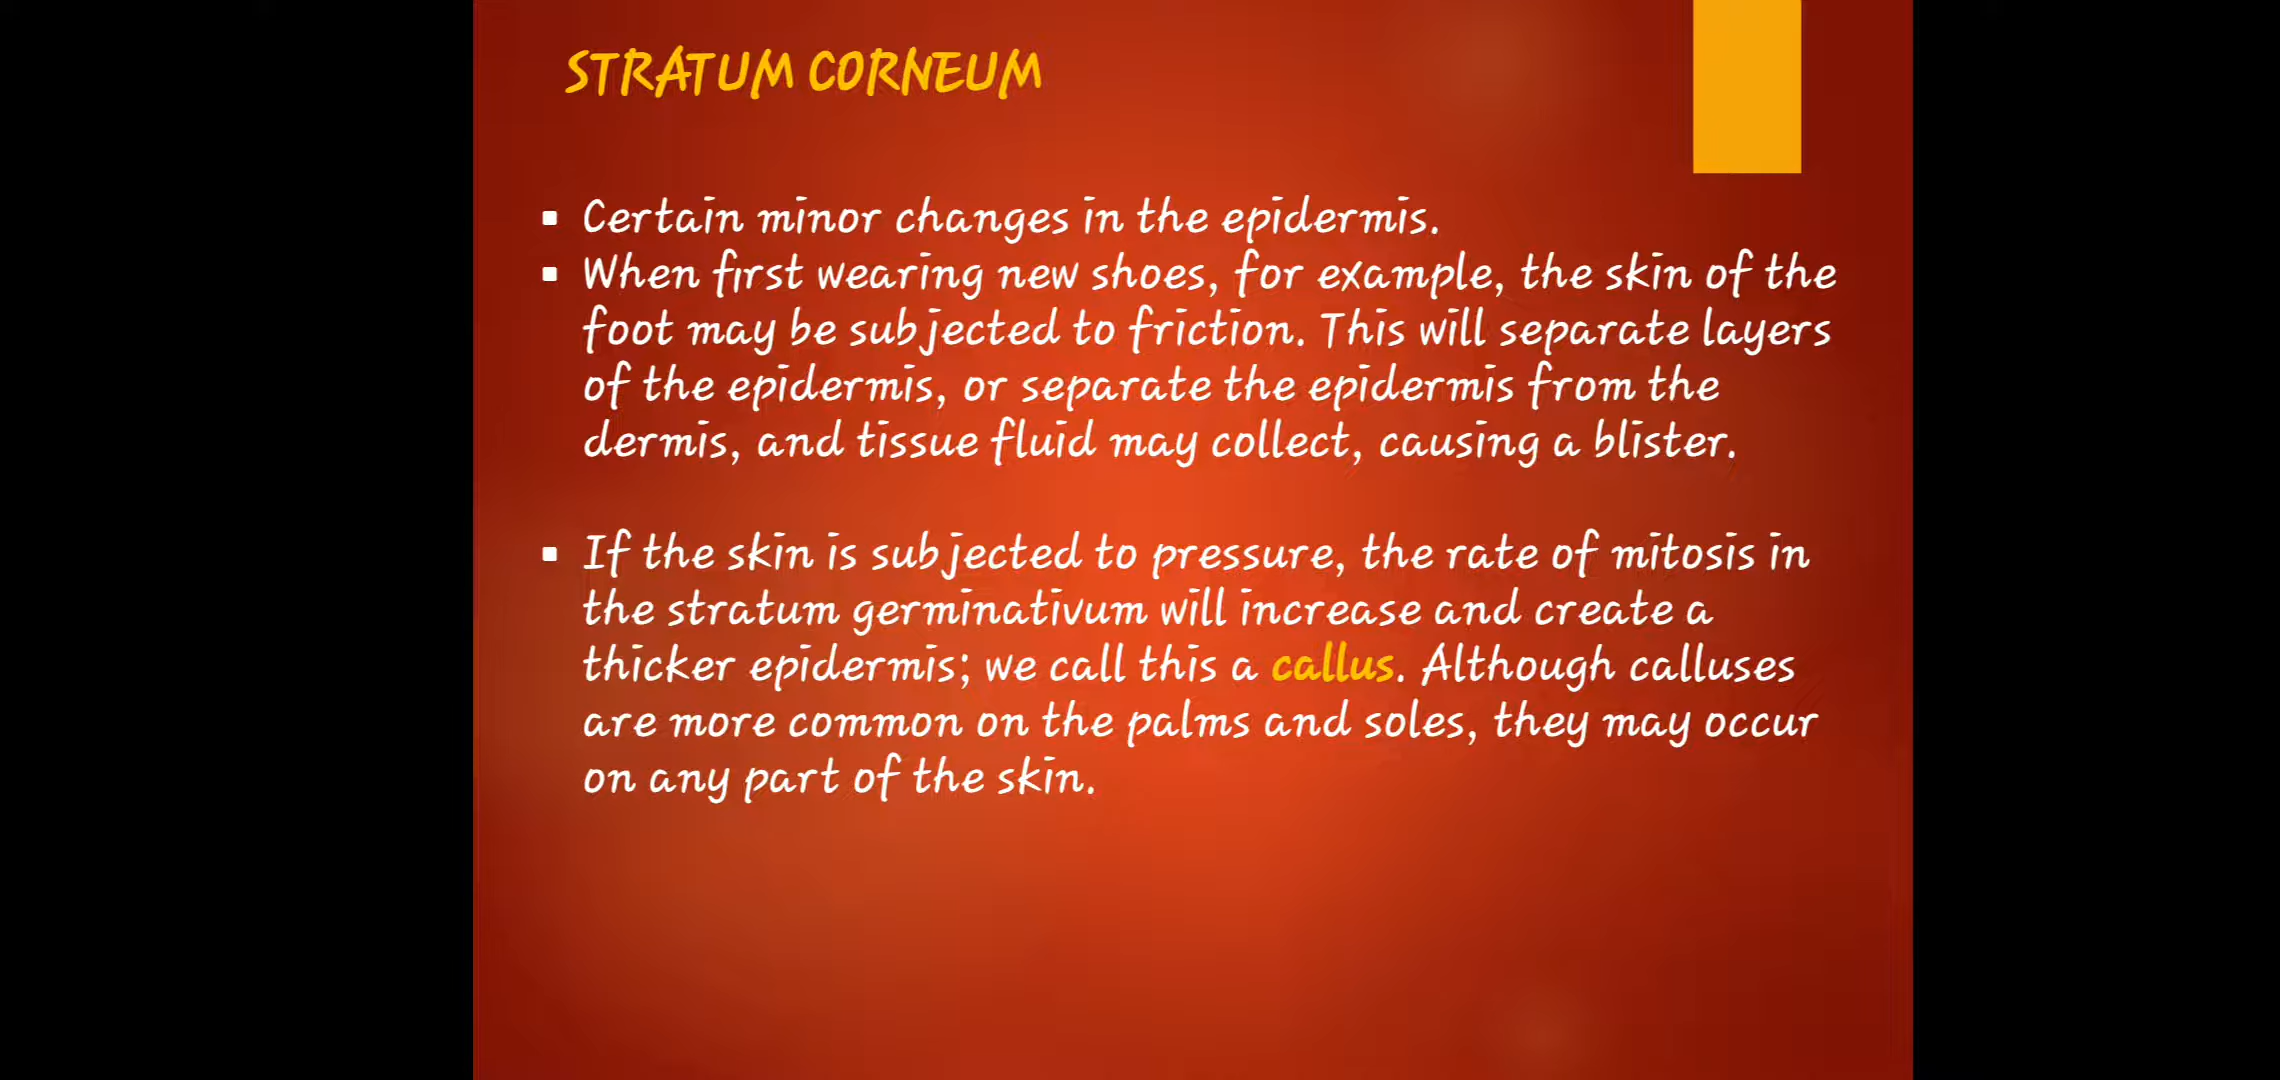 STRATUM CORNEUM
▪ Certain minor changes in the epidermis.
▪ When first wearing new shoes, for example, the skin of the
foot may be subjected to friction. This will separate layers
of the epidermis, or separate the epidermis from the
dermis, and tissue fluid may collect, causing a blister.
▪ If the skin is subjected to pressure, the rate of mitosis in
the stratum germinativum will increase and create a
thicker epidermis; we call this a callus. Although calluses
are more common on the palms and soles, they may occur
on any part of the skin.